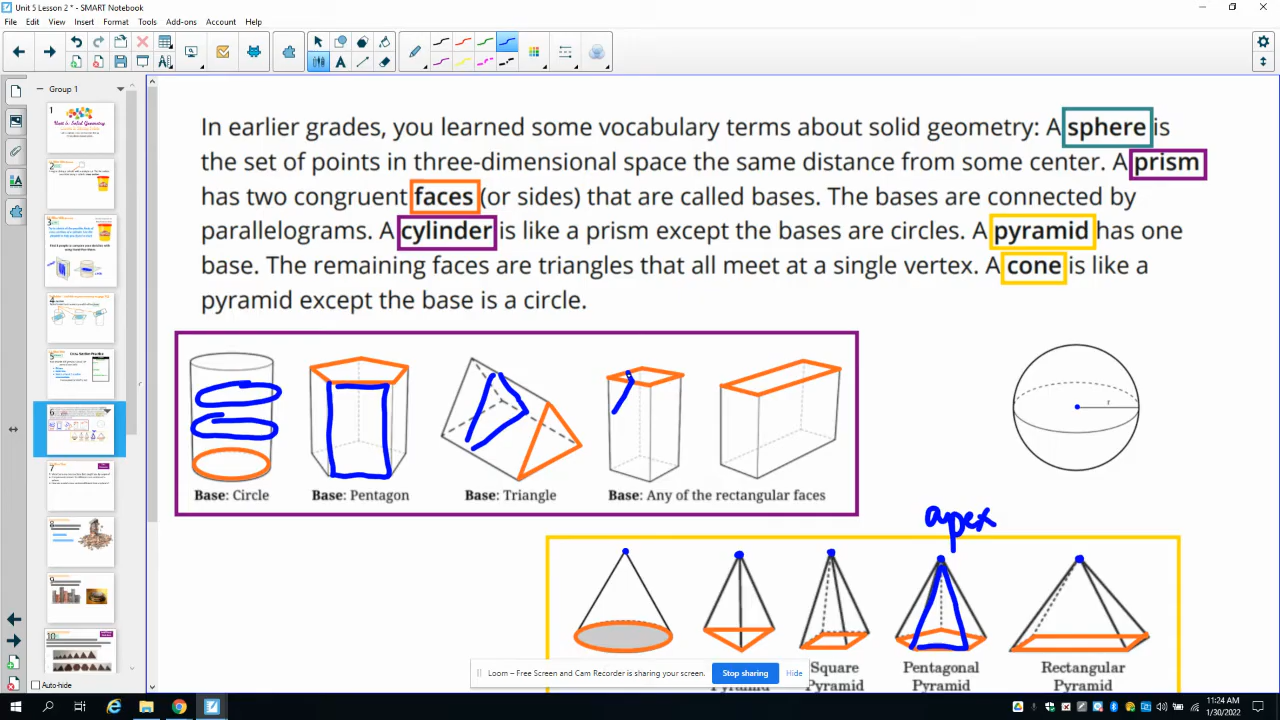 Unit 5 Lesson 2 * - SMART Notebook
File Edit View Insert Format Tools Add-ons Account Help
Group 1
In earlier grades, you learned some vocabulary terms about solid geometry: A sphere is
the set of points in three-dimensional space the same distance from some center. A prism
has two congruent faces (or sides) that are called bases. The bases are connected by
parallelograms. A cylinder is like a prism except the bases are circles. A pyramid has one
base. The remaining faces are triangles that all meet at a single vertex. A cone is like a
pyramid except the base is a circle.
r
Base: Circle Base: Pentagon Base: Triangle Base: Any of the rectangular faces
apex
Square Pentagonal Rectangular
Pyramid Pyramid Pyramid
Loom – Free Screen and Cam Recorder is sharing your screen. Stop sharing Hide
Auto-hide
11:24 AM
1/30/2022